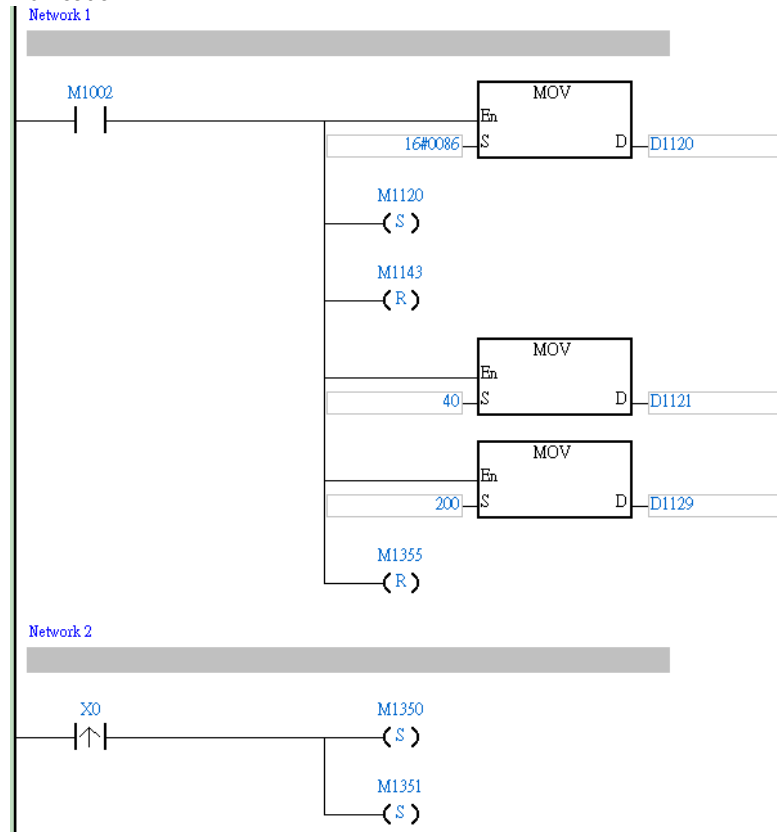 Network 1
M1002
MOV
En
16#0086 S D D1120
M1120
S
M1143
R
MOV
En
40 S D D1121
MOV
En
200 S D D1129
M1355
R
Network 2
X0 M1350
S
M1351
S